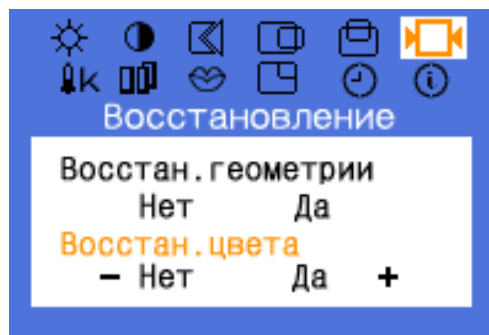 K
Восстановление
Восстан.геометрии
Нет Да
Восстан.цвета
– Нет Да +